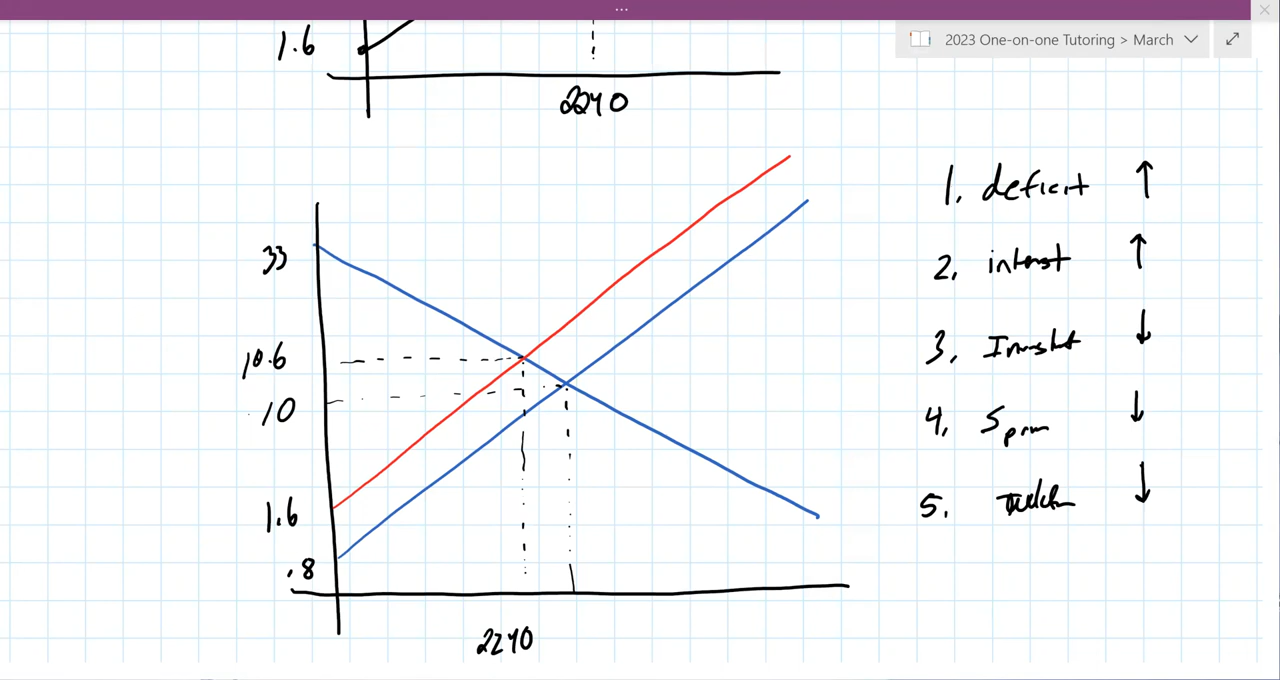 ...
2023 One-on-one Tutoring > March
1.6
2240
1. deficit ↑
33
2. interest ↑
10.6
3. ↓
10
4. S ↓
1.6
5. ↓
.8
2240